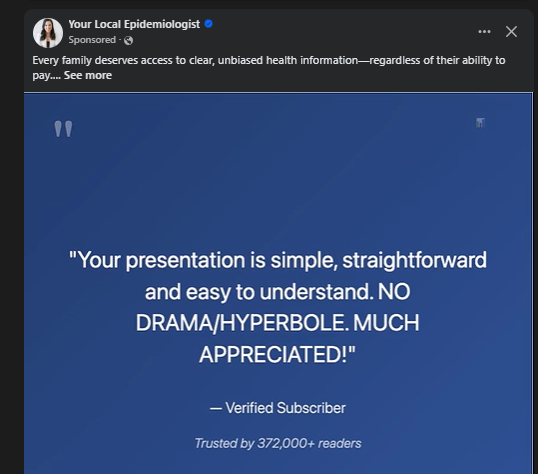 Your Local Epidemiologist
Sponsored ·
Every family deserves access to clear, unbiased health information—regardless of their ability to
pay.... See more
"
"Your presentation is simple, straightforward
and easy to understand. NO
DRAMA/HYPERBOLE. MUCH
APPRECIATED!"
— Verified Subscriber
Trusted by 372,000+ readers